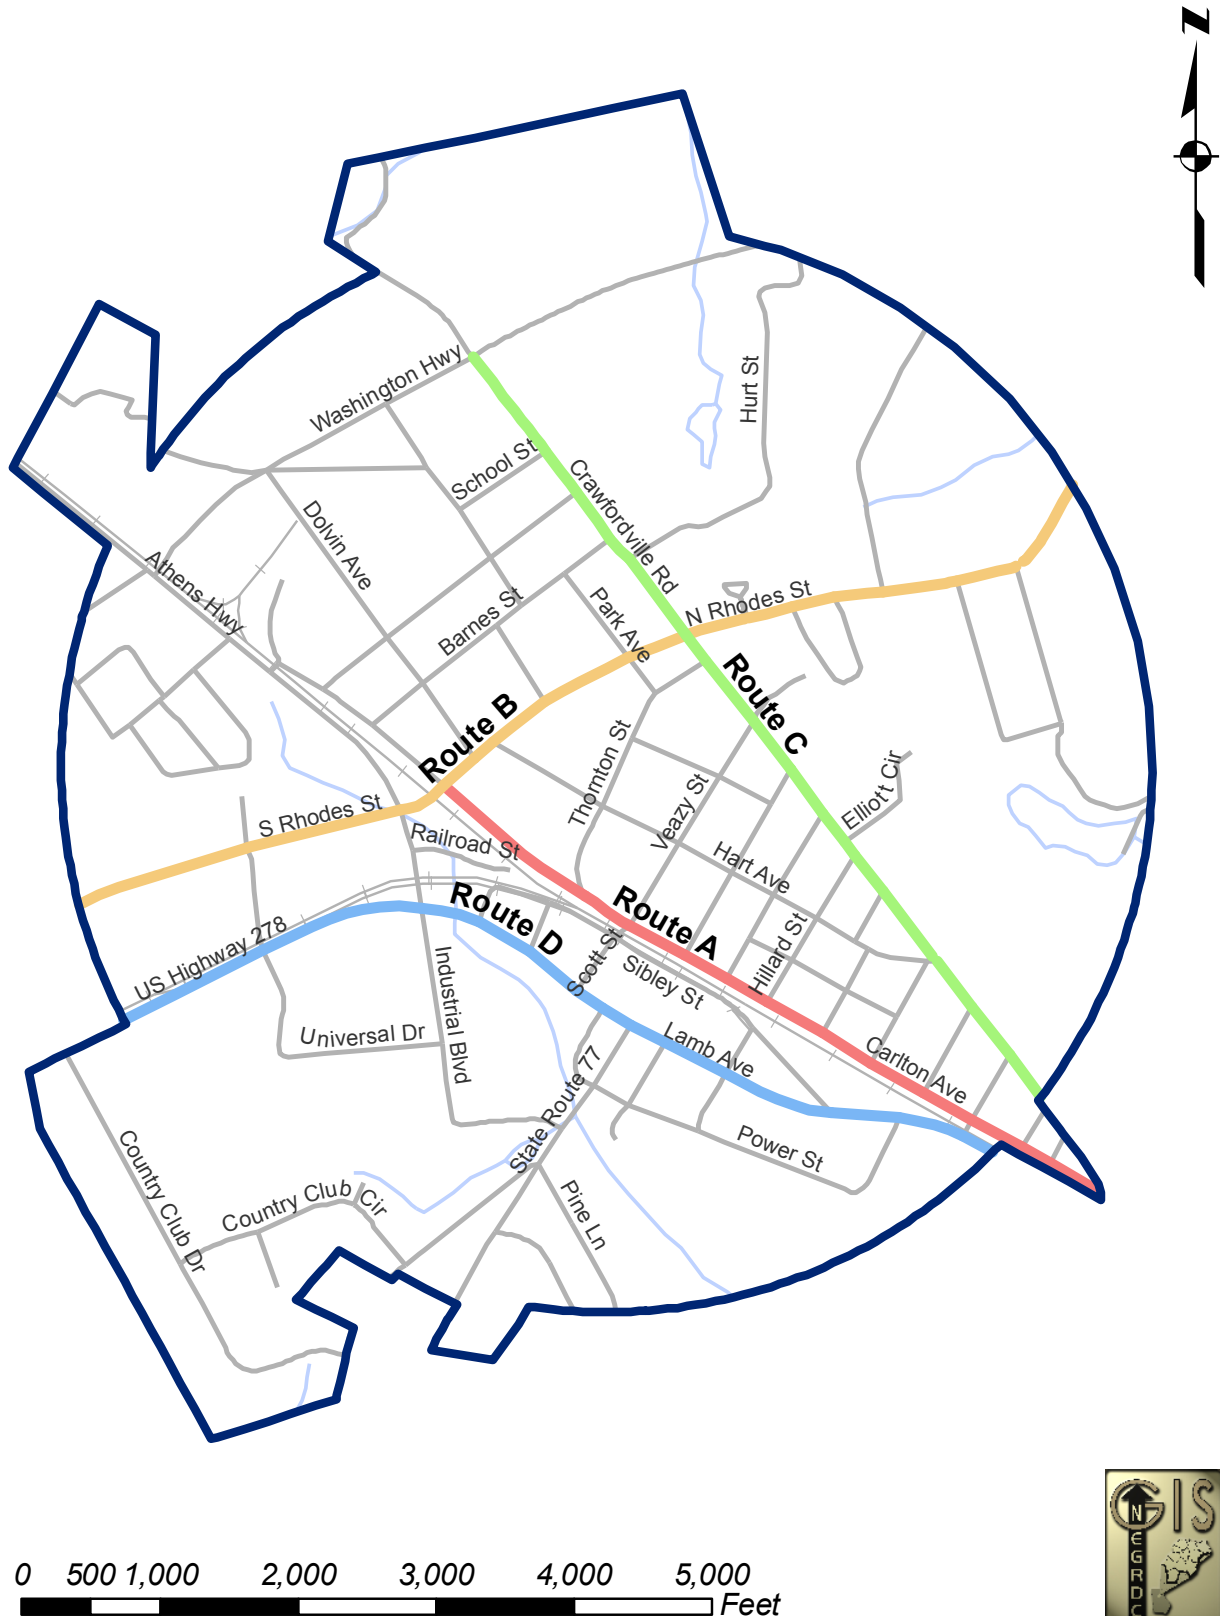 N
Washington Hwy
School St
Hurt St
Crawfordville Rd
Dolvin Ave
Athens Hwy
Barnes St
Park Ave
N Rhodes St
Route C
Route B
Thornton St
Veazy St
Elliott Cir
S Rhodes St
Railroad St
Hart Ave
Route A
Route D
Hillard St
Scott St
Sibley St
US Highway 278
Industrial Blvd
Universal Dr
Lamb Ave
Carlton Ave
State Route 77
Power St
Country Club Dr
Country Club Cir
Pine Ln
GIS
NEGRDC
0 500 1,000 2,000 3,000 4,000 5,000
Feet